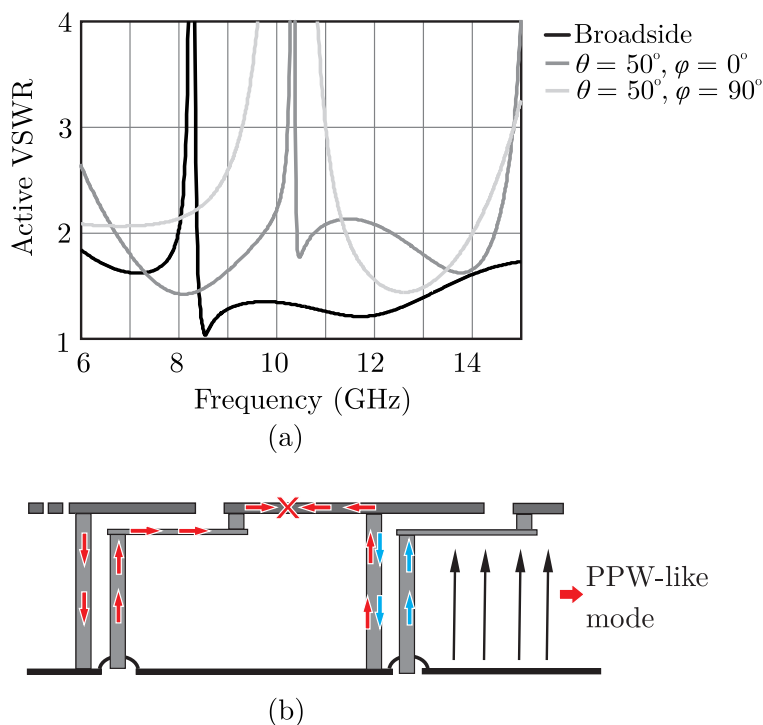 4
3
2
1
Active VSWR
6 8 10 12 14
Frequency (GHz)
Broadside
θ = 50°, φ = 0°
θ = 50°, φ = 90°
(a)
PPW-like
mode
(b)